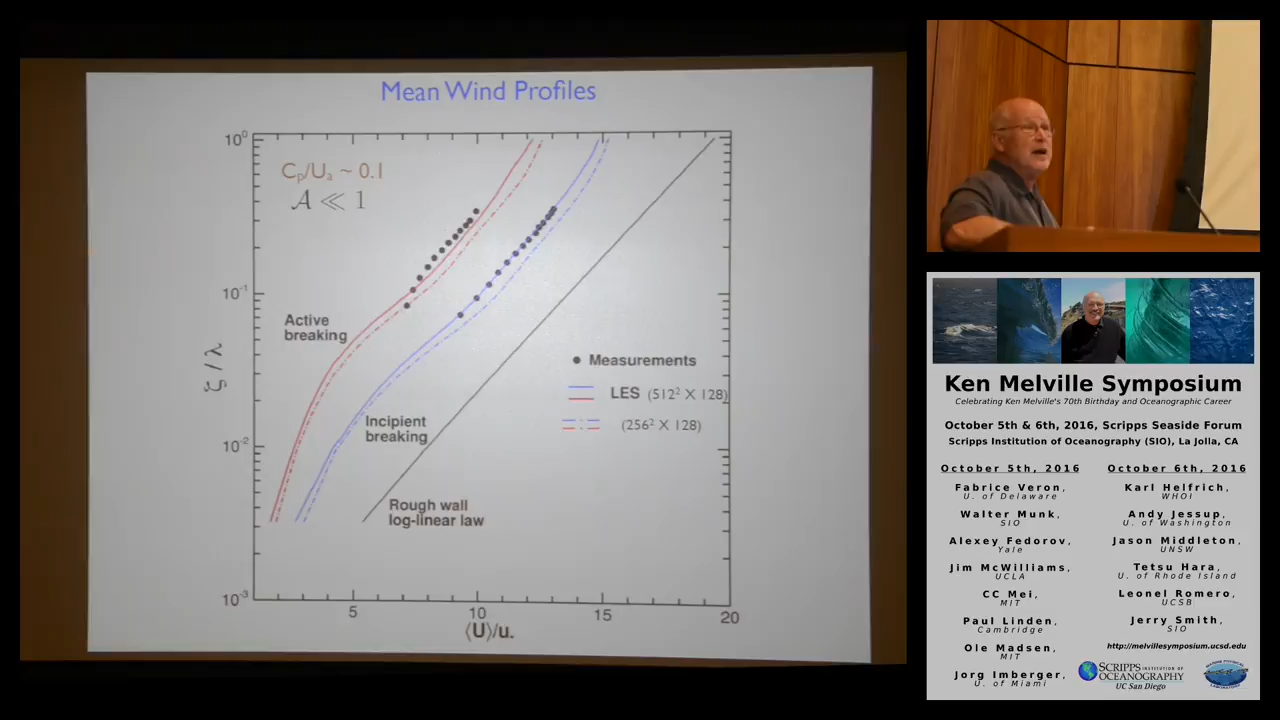 Mean Wind Profiles
10⁰
Cp/Ua ~ 0.1
A ≪ 1
10⁻¹
Active
breaking
ζ / λ
Measurements
LES (512² X 128)
(256² X 128)
Incipient
breaking
10⁻²
Rough wall
log-linear law
10⁻³
5
10
15
20
⟨U⟩/u*
Ken Melville Symposium
Celebrating Ken Melville's 70th Birthday and Oceanographic Career
October 5th & 6th, 2016, Scripps Seaside Forum
Scripps Institution of Oceanography (SIO), La Jolla, CA
October 5th, 2016
Fabrice Veron,
U. of Delaware
Walter Munk,
SIO
Alexey Fedorov,
Yale
Jim McWilliams,
UCLA
CC Mei,
MIT
Paul Linden,
Cambridge
Ole Madsen,
MIT
Jorg Imberger,
U. of Miami
October 6th, 2016
Karl Helfrich,
WHOI
Andy Jessup,
U. of Washington
Jason Middleton,
UNSW
Tetsu Hara,
U. of Rhode Island
Leonel Romero,
UCSB
Jerry Smith,
SIO
http://melvillesymposium.ucsd.edu
SCRIPPS INSTITUTION OF
OCEANOGRAPHY
UC San Diego